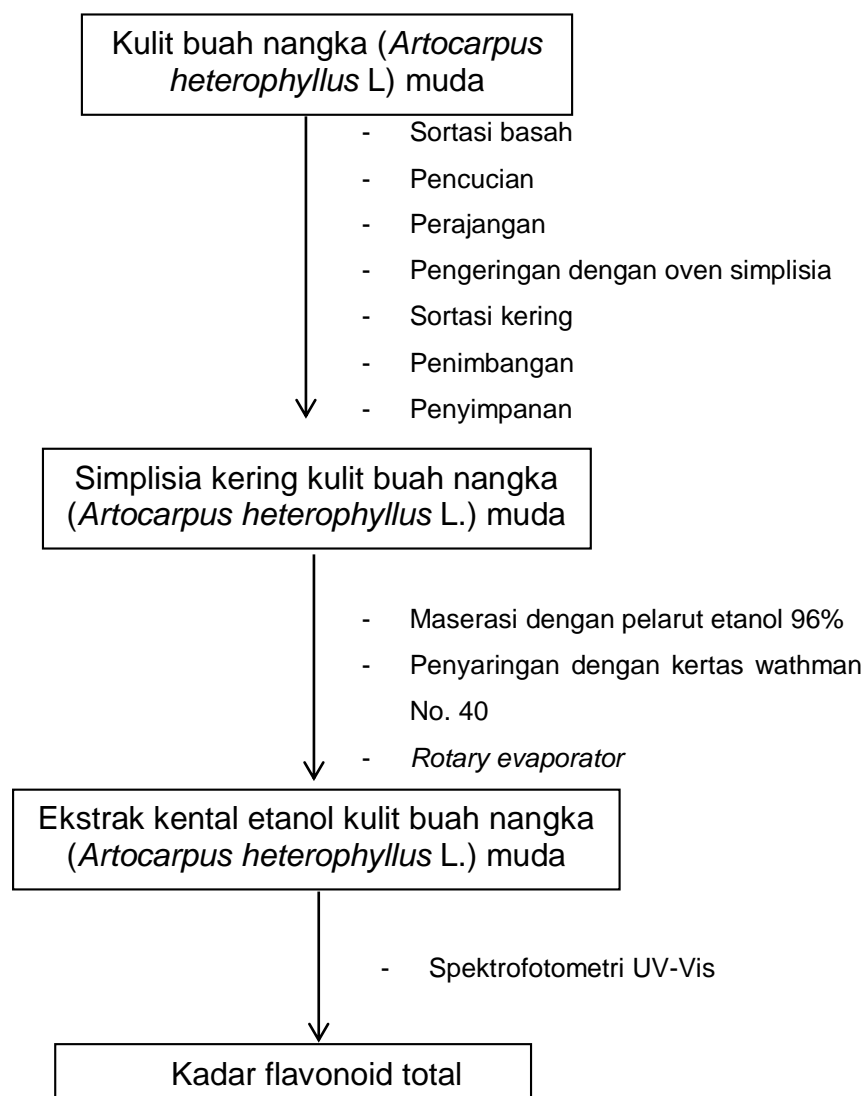 Kulit buah nangka (Artocarpus
heterophyllus L) muda
- Sortasi basah
- Pencucian
- Perajangan
- Pengeringan dengan oven simplisia
- Sortasi kering
- Penimbangan
- Penyimpanan
Simplisia kering kulit buah nangka
(Artocarpus heterophyllus L.) muda
- Maserasi dengan pelarut etanol 96%
- Penyaringan dengan kertas wathman
No. 40
- Rotary evaporator
Ekstrak kental etanol kulit buah nangka
(Artocarpus heterophyllus L.) muda
- Spektrofotometri UV-Vis
Kadar flavonoid total